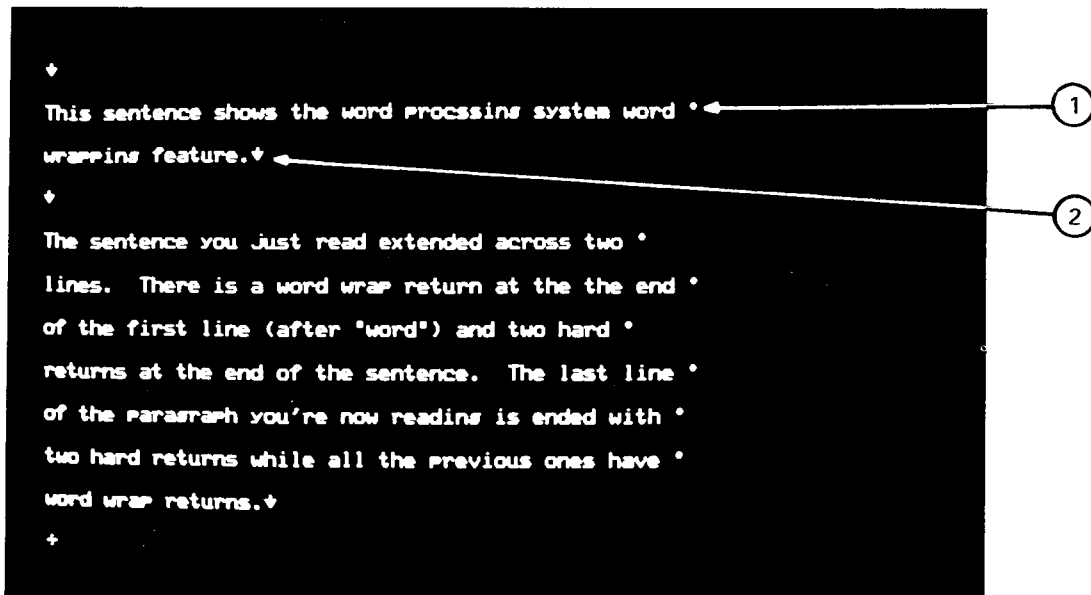 ↓
This sentence shows the word procssing system word • ①
wrapping feature.↓ ②
↓
The sentence you just read extended across two •
lines.  There is a word wrap return at the the end •
of the first line (after "word") and two hard •
returns at the end of the sentence.  The last line •
of the paragraph you're now reading is ended with •
two hard returns while all the previous ones have •
word wrap returns.↓
↓